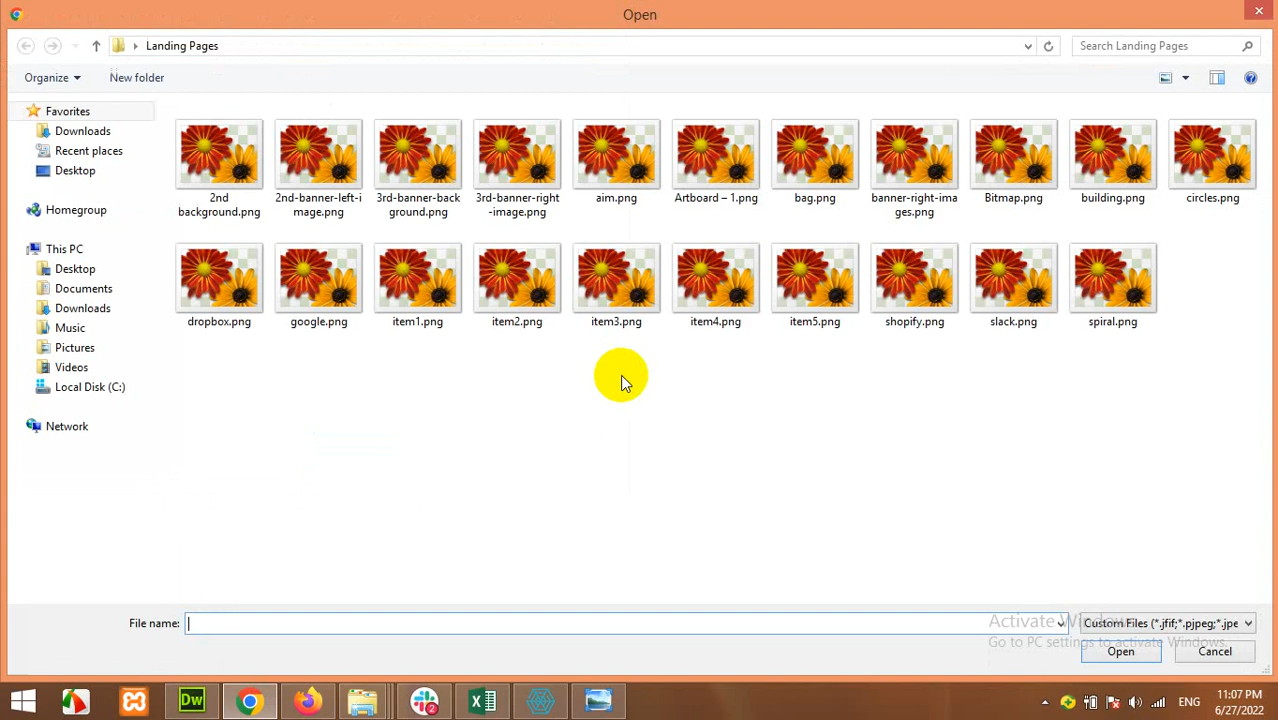 Open
Landing Pages
Search Landing Pages
Organize
New folder
Favorites
Downloads
Recent places
Desktop
Homegroup
This PC
Desktop
Documents
Downloads
Music
Pictures
Videos
Local Disk (C:)
Network
2nd
background.png
2nd-banner-left-i
mage.png
3rd-banner-back
ground.png
3rd-banner-right
-image.png
aim.png
Artboard – 1.png
bag.png
banner-right-ima
ges.png
Bitmap.png
building.png
circles.png
dropbox.png
google.png
item1.png
item2.png
item3.png
item4.png
item5.png
shopify.png
slack.png
spiral.png
File name:
Custom Files (*.jfif;*.pjpeg;*.jpe
Activate Windows
Go to PC settings to activate Windows.
Open
Cancel
Dw
2
ENG
11:07 PM
6/27/2022